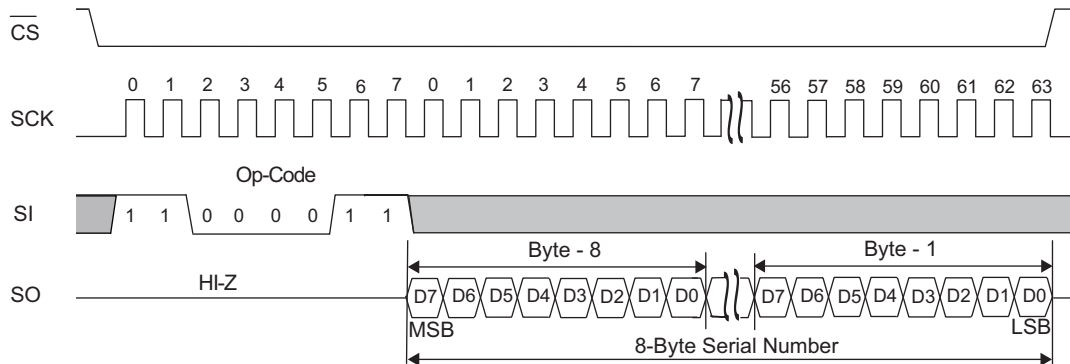 CS
0 1 2 3 4 5 6 7 0 1 2 3 4 5 6 7 56 57 58 59 60 61 62 63
SCK
Op-Code
SI 1 1 0 0 0 0 1 1
Byte - 8 Byte - 1
HI-Z
SO D7 D6 D5 D4 D3 D2 D1 D0 D7 D6 D5 D4 D3 D2 D1 D0
MSB LSB
8-Byte Serial Number